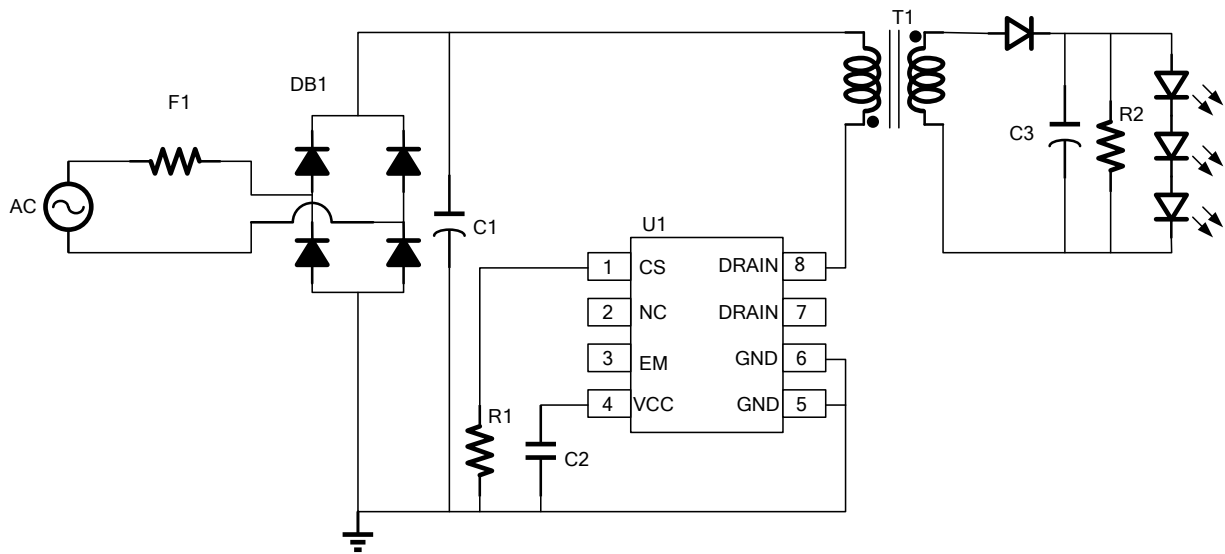 T1
DB1
F1
AC
C1
C3
R2
U1
1 CS DRAIN 8
2 NC DRAIN 7
3 EM GND 6
4 VCC GND 5
R1
C2